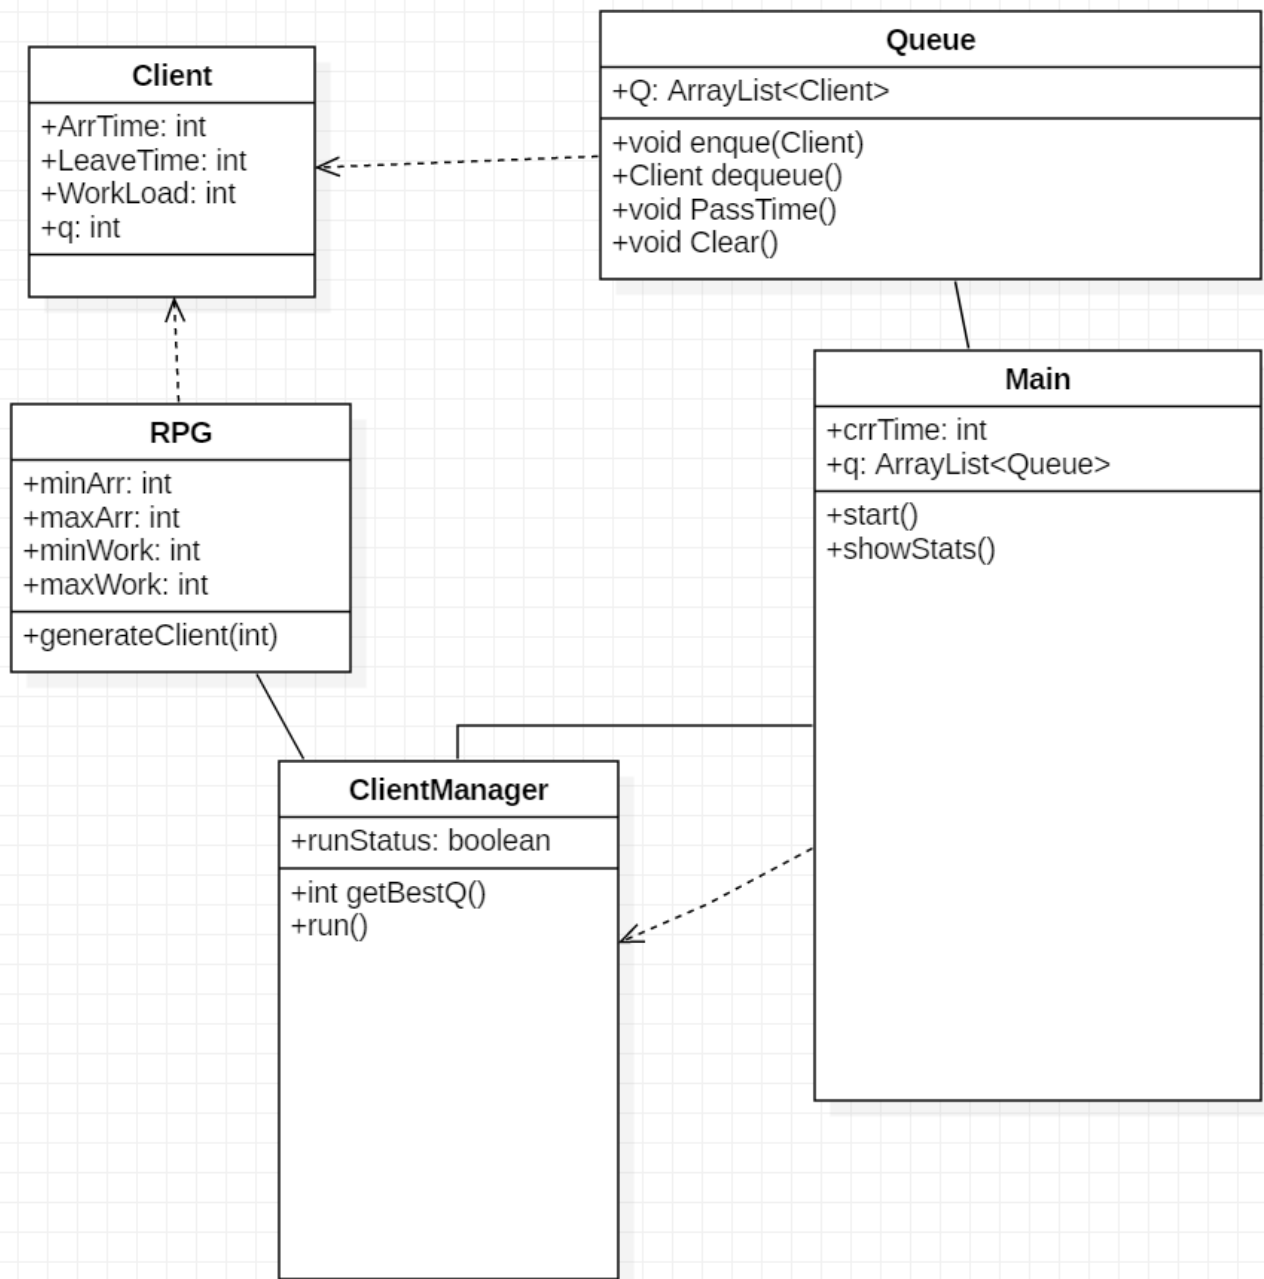 Client
+ArrTime: int
+LeaveTime: int
+WorkLoad: int
+q: int
Queue
+Q: ArrayList<Client>
+void enque(Client)
+Client dequeue()
+void PassTime()
+void Clear()
RPG
+minArr: int
+maxArr: int
+minWork: int
+maxWork: int
+generateClient(int)
Main
+crrTime: int
+q: ArrayList<Queue>
+start()
+showStats()
ClientManager
+runStatus: boolean
+int getBestQ()
+run()